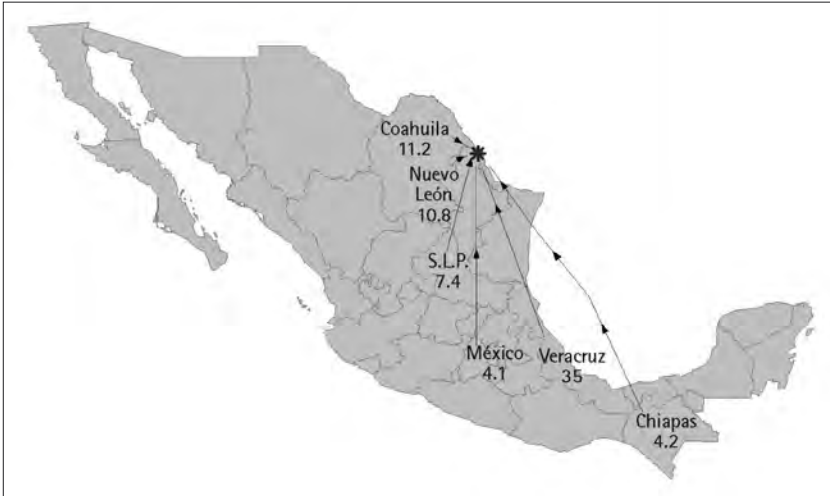 Coahuila
11.2
Nuevo
León
10.8
S.L.P.
7.4
México
4.1
Veracruz
35
Chiapas
4.2